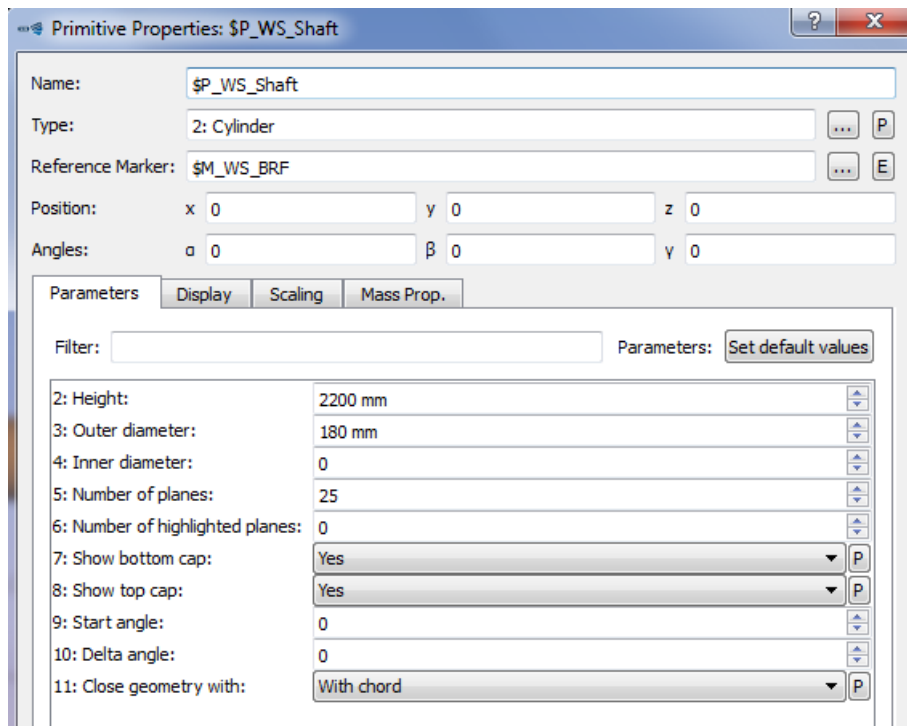 Primitive Properties: $P_WS_Shaft ? X
Name: $P_WS_Shaft
Type: 2: Cylinder ... P
Reference Marker: $M_WS_BRF ... E
Position: x 0 y 0 z 0
Angles: α 0 β 0 γ 0
Parameters Display Scaling Mass Prop.
Filter: Parameters: Set default values
2: Height: 2200 mm
3: Outer diameter: 180 mm
4: Inner diameter: 0
5: Number of planes: 25
6: Number of highlighted planes: 0
7: Show bottom cap: Yes P
8: Show top cap: Yes P
9: Start angle: 0
10: Delta angle: 0
11: Close geometry with: With chord P